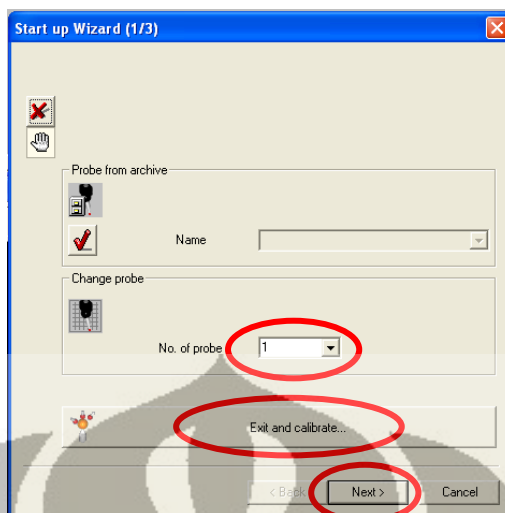 Start up Wizard (1/3)
Probe from archive
Name
Change probe
No. of probe 1
Exit and calibrate...
< Back Next > Cancel